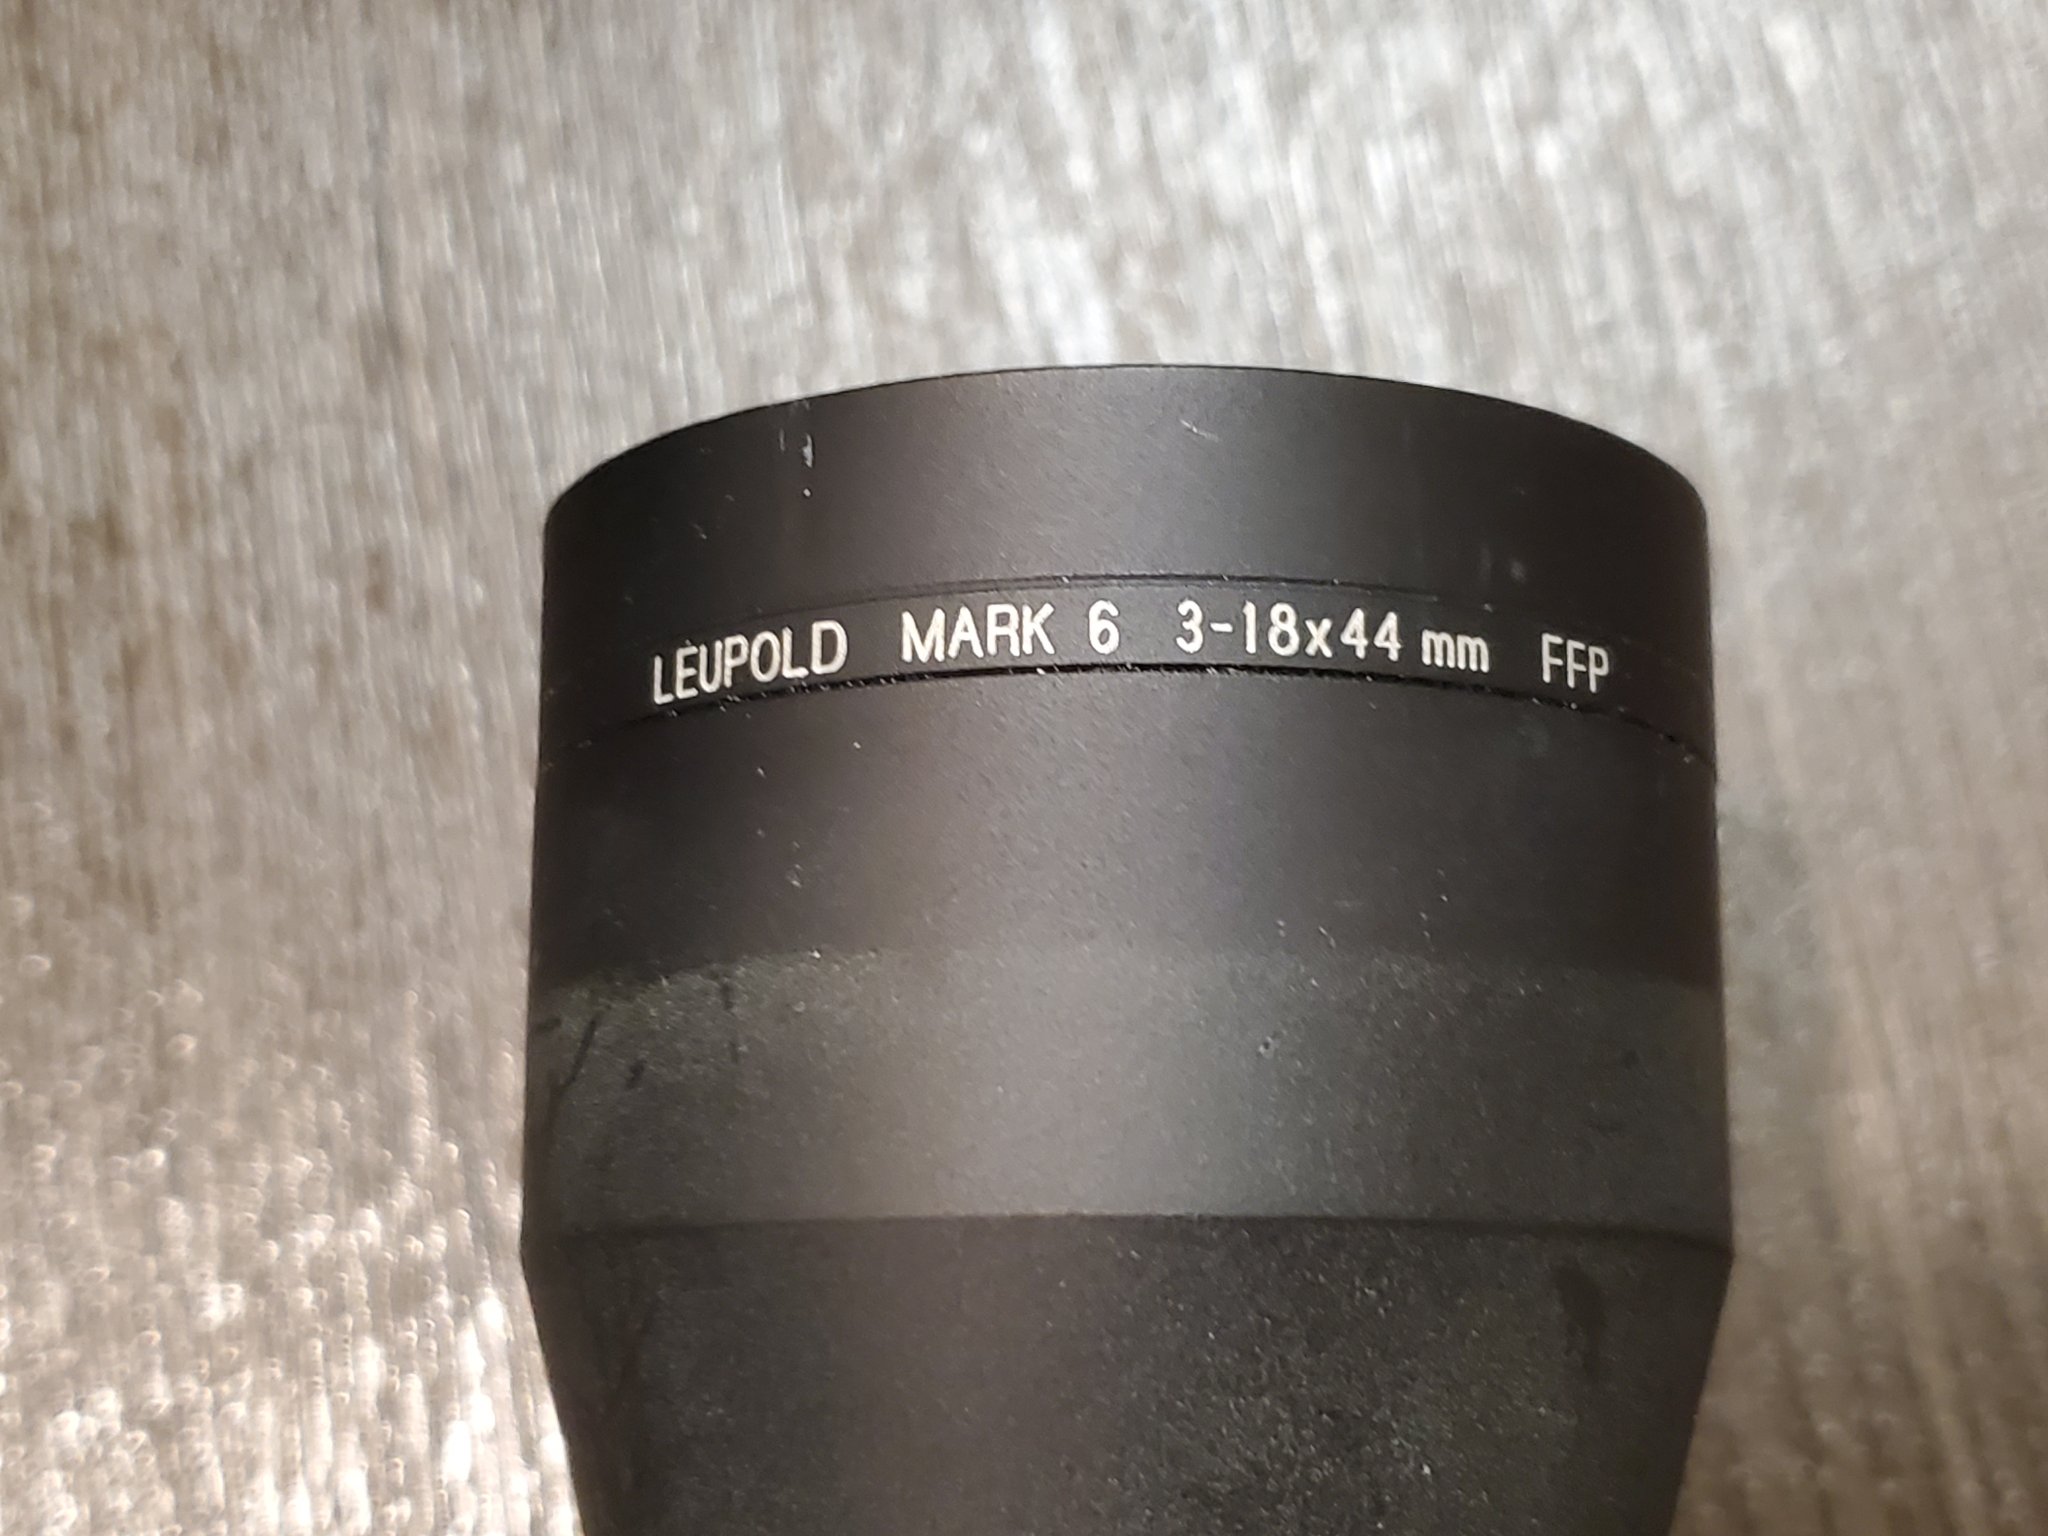 LEUPOLD MARK 6 3-18x44 mm FFP